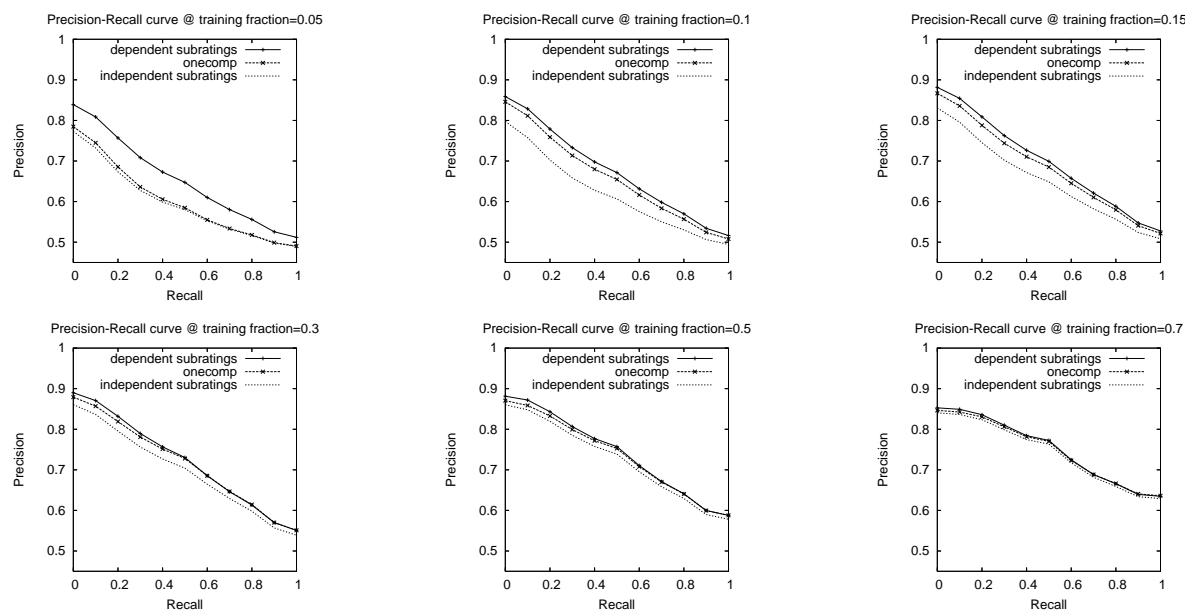 Precision-Recall curve @ training fraction=0.05
1
0.9
0.8
0.7
0.6
0.5
Precision
dependent subratings
onecomp
independent subratings
0 0.2 0.4 0.6 0.8 1
Recall
Precision-Recall curve @ training fraction=0.1
1
0.9
0.8
0.7
0.6
0.5
Precision
dependent subratings
onecomp
independent subratings
0 0.2 0.4 0.6 0.8 1
Recall
Precision-Recall curve @ training fraction=0.15
1
0.9
0.8
0.7
0.6
0.5
Precision
dependent subratings
onecomp
independent subratings
0 0.2 0.4 0.6 0.8 1
Recall
Precision-Recall curve @ training fraction=0.3
1
0.9
0.8
0.7
0.6
0.5
Precision
dependent subratings
onecomp
independent subratings
0 0.2 0.4 0.6 0.8 1
Recall
Precision-Recall curve @ training fraction=0.5
1
0.9
0.8
0.7
0.6
0.5
Precision
dependent subratings
onecomp
independent subratings
0 0.2 0.4 0.6 0.8 1
Recall
Precision-Recall curve @ training fraction=0.7
1
0.9
0.8
0.7
0.6
0.5
Precision
dependent subratings
onecomp
independent subratings
0 0.2 0.4 0.6 0.8 1
Recall